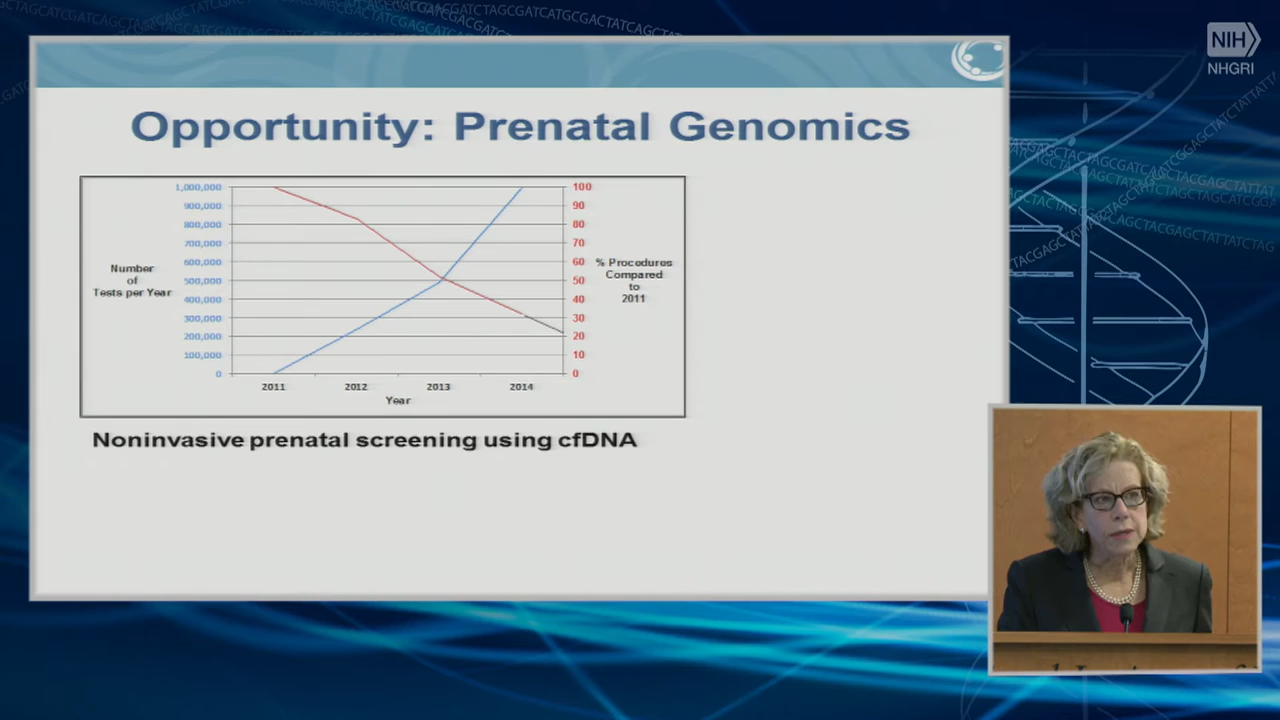 NIH
NHGRI
Opportunity: Prenatal Genomics
1,000,000
900,000
800,000
700,000
600,000
500,000
400,000
300,000
200,000
100,000
0
Number
of
Tests per Year
100
90
80
70
60
50
40
30
20
10
0
% Procedures
Compared
to
2011
2011 2012 2013 2014
Year
Noninvasive prenatal screening using cfDNA